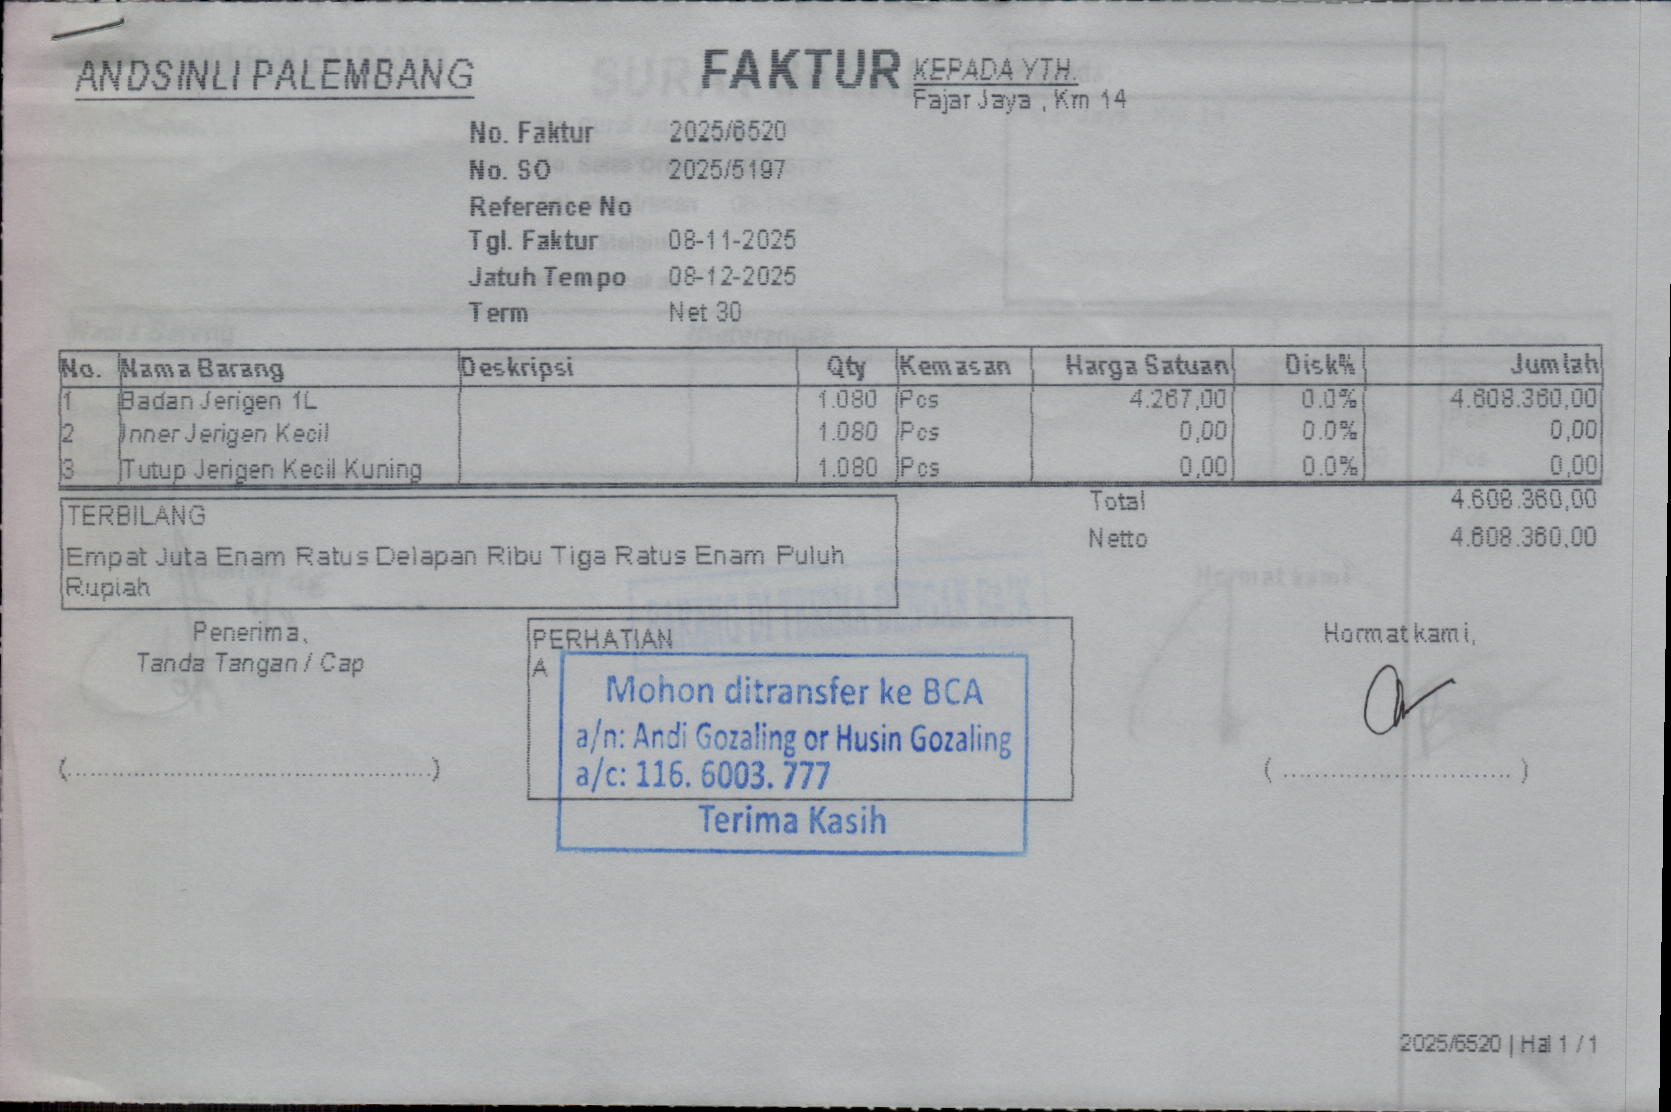 ANDSINLI PALEMBANG
FAKTUR
KEPADA YTH.
Fajar Jaya , Km 14
No. Faktur 2025/6520
No. SO 2025/5197
Reference No
Tgl. Faktur 08-11-2025
Jatuh Tempo 08-12-2025
Term Net 30
No. Nama Barang Deskripsi Qty Kemasan Harga Satuan Disk% Jumlah
1 Badan Jerigen 1L 1.080 Pcs 4.267,00 0.0% 4.608.360,00
2 Inner Jerigen Kecil 1.080 Pcs 0,00 0.0% 0,00
3 Tutup Jerigen Kecil Kuning 1.080 Pcs 0,00 0.0% 0,00
Total 4.608.360,00
Netto 4.608.360,00
TERBILANG
Empat Juta Enam Ratus Delapan Ribu Tiga Ratus Enam Puluh
Rupiah
Penerima,
Tanda Tangan / Cap
(................................................)
PERHATIAN
A
Mohon ditransfer ke BCA
a/n: Andi Gozaling or Husin Gozaling
a/c: 116. 6003. 777
Terima Kasih
Hormat kami,
( .............................. )
2025/6520 | Hal 1 / 1